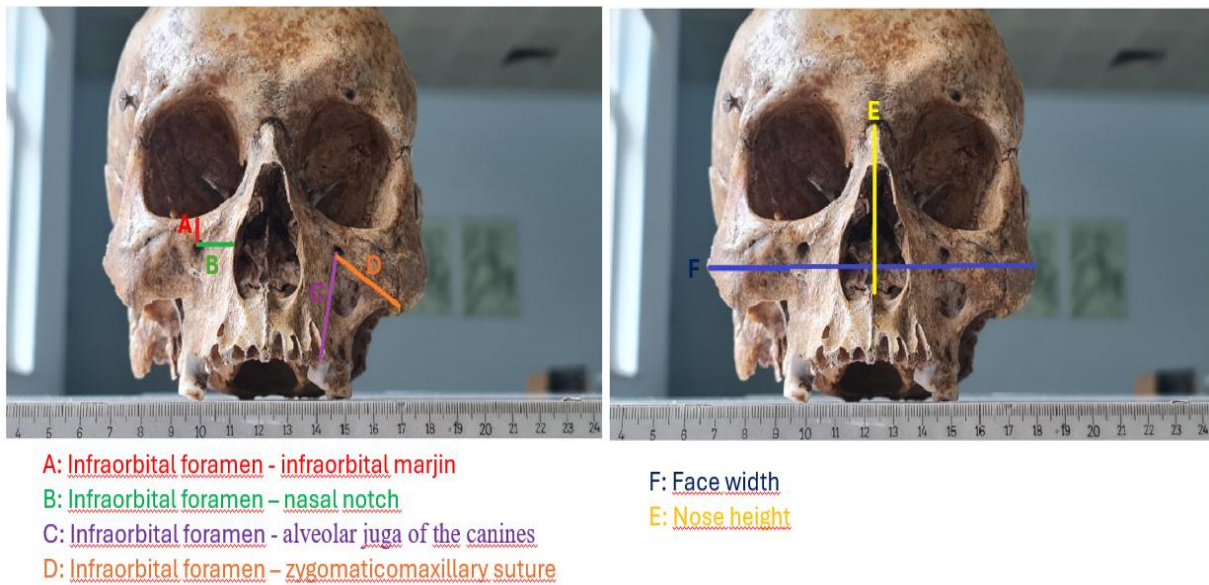 E
A
B
C
D
F
4 5 6 7 8 9 10 11 12 13 14 15 16 17 18 19 20 21 22 23 24
4 5 6 7 8 9 10 11 12 13 14 15 16 17 18 19 20 21 22 23 24
A: Infraorbital foramen - infraorbital marjin
B: Infraorbital foramen – nasal notch
C: Infraorbital foramen - alveolar juga of the canines
D: Infraorbital foramen – zygomaticomaxillary suture
F: Face width
E: Nose height